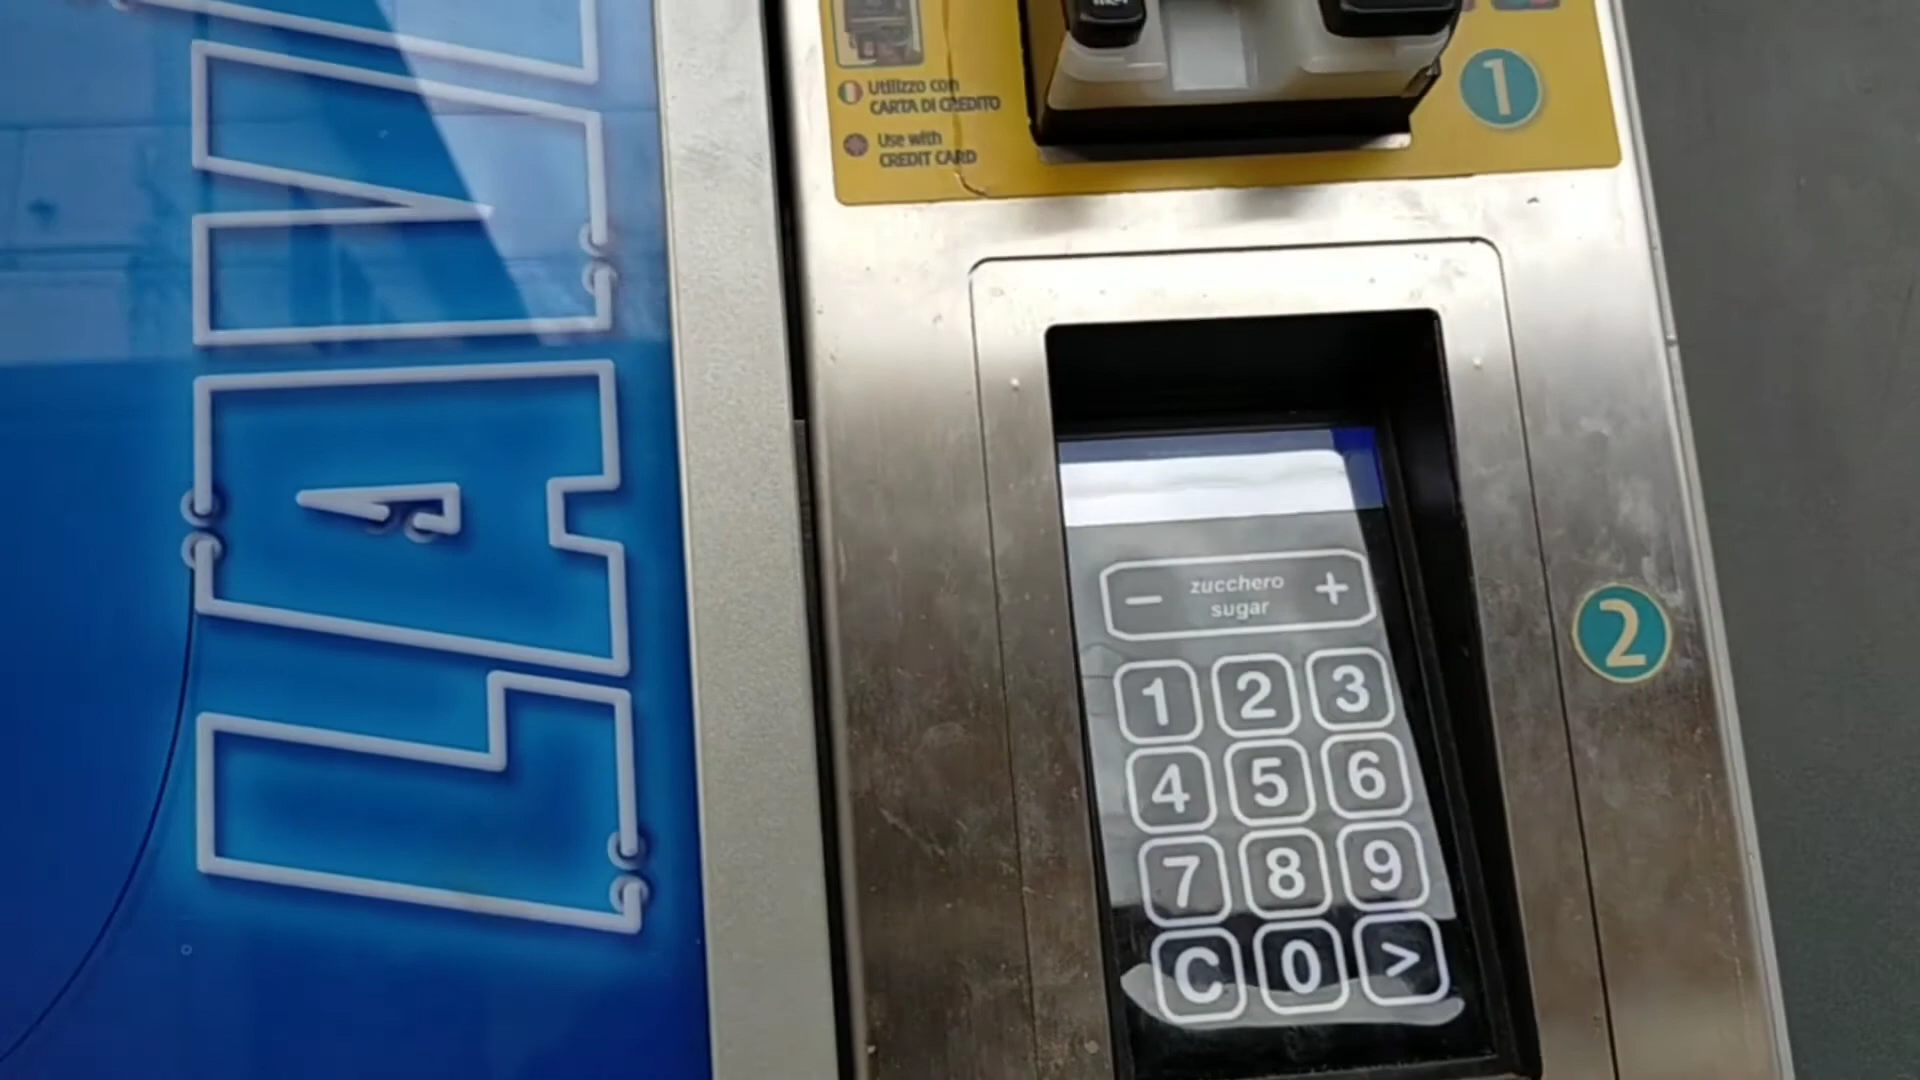 LAVA
Utilizzo con
CARTA DI CREDITO
Use with
CREDIT CARD
1
zucchero
sugar
- +
1 2 3
4 5 6
7 8 9
C 0 >
2